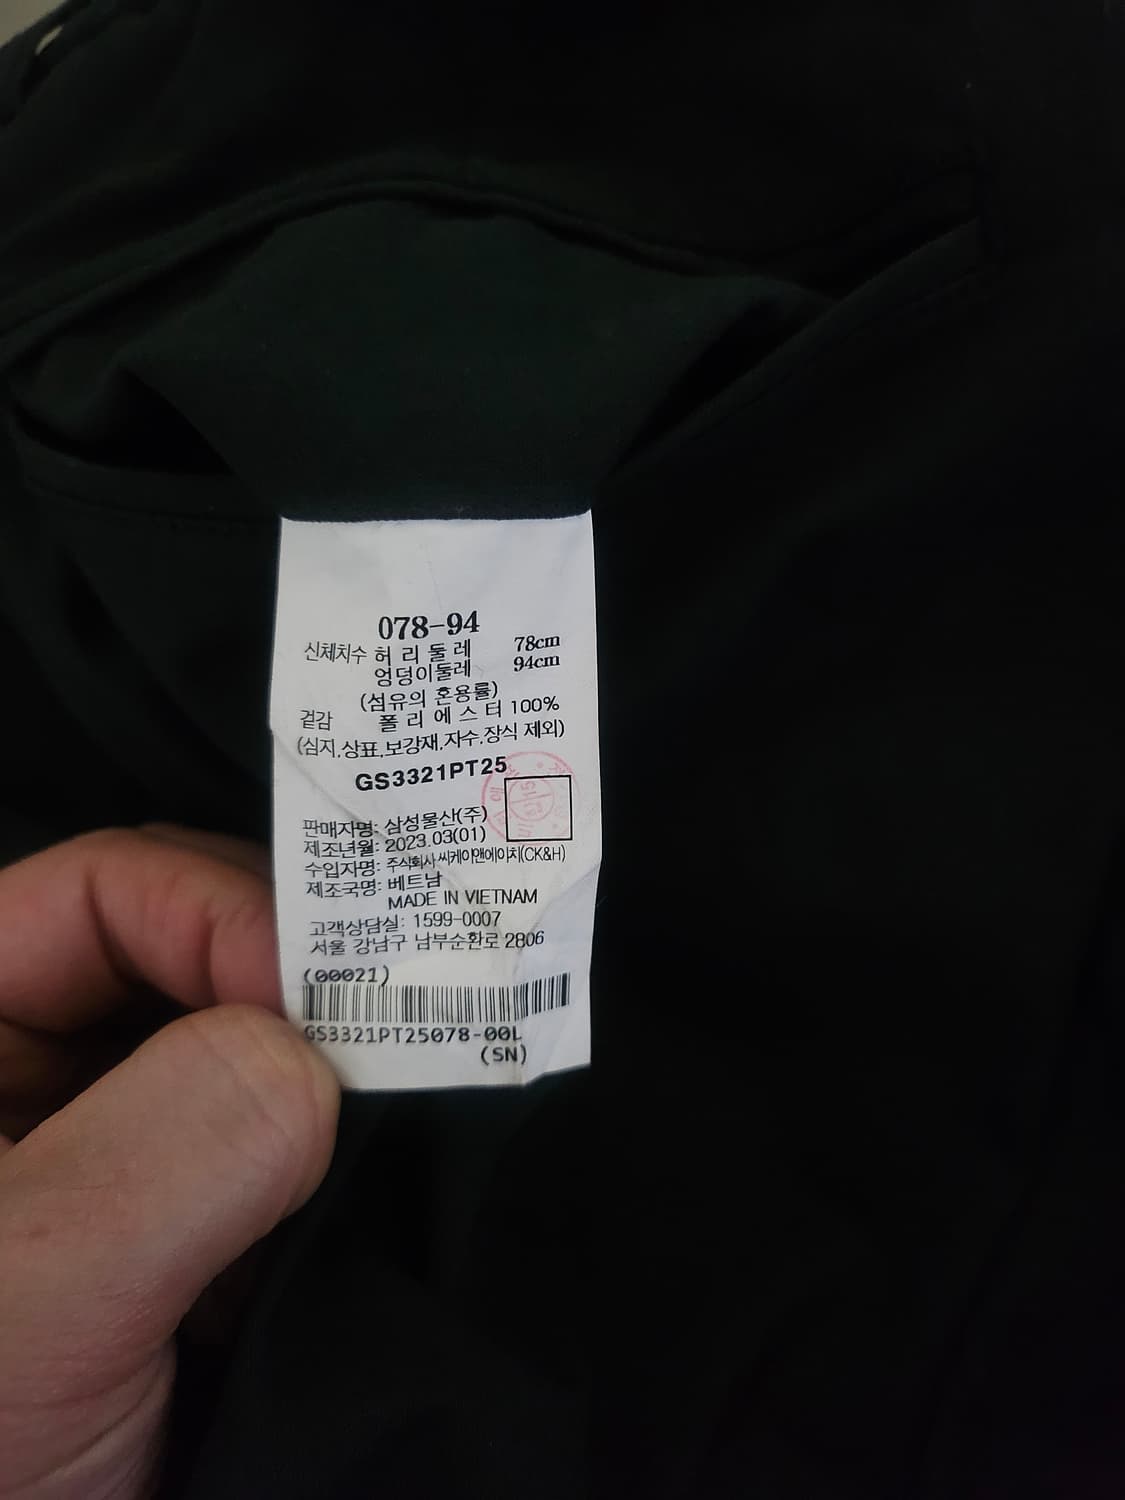 078-94
신체치수 허 리 둘 레 78cm
엉덩이둘레 94cm
(섬유의 혼용률)
겉감 폴 리 에 스 터 100%
(심지,상표,보강재,자수,장식 제외)
GS3321PT25
판매자명: 삼성물산(주)
제조년월: 2023.03(01)
수입자명: 주식회사 씨케이앤에이치(CK&H)
제조국명: 베트남
MADE IN VIETNAM
고객상담실: 1599-0007
서울 강남구 남부순환로 2806
(00021)
GS3321PT25078-00L
(SN)